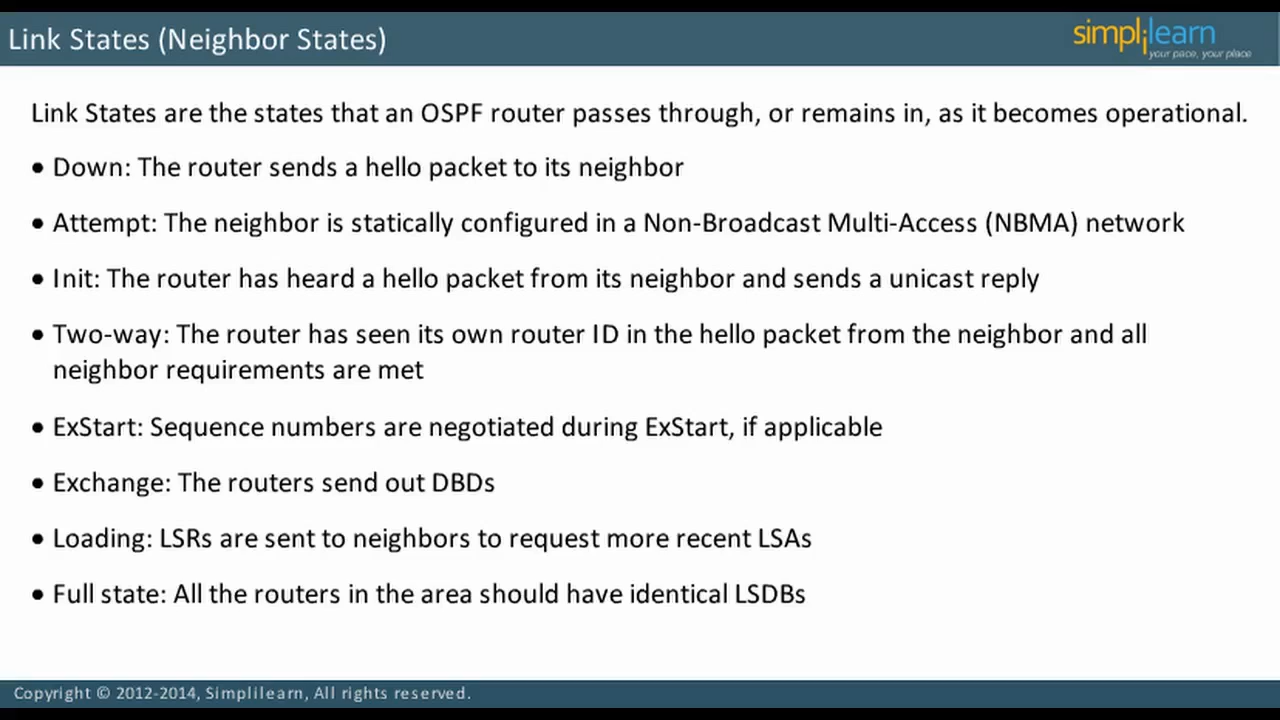 Link States (Neighbor States)
simplilearn
your pace, your place
Link States are the states that an OSPF router passes through, or remains in, as it becomes operational.
• Down: The router sends a hello packet to its neighbor
• Attempt: The neighbor is statically configured in a Non-Broadcast Multi-Access (NBMA) network
• Init: The router has heard a hello packet from its neighbor and sends a unicast reply
• Two-way: The router has seen its own router ID in the hello packet from the neighbor and all
neighbor requirements are met
• ExStart: Sequence numbers are negotiated during ExStart, if applicable
• Exchange: The routers send out DBDs
• Loading: LSRs are sent to neighbors to request more recent LSAs
• Full state: All the routers in the area should have identical LSDBs
Copyright © 2012-2014, Simplilearn, All rights reserved.